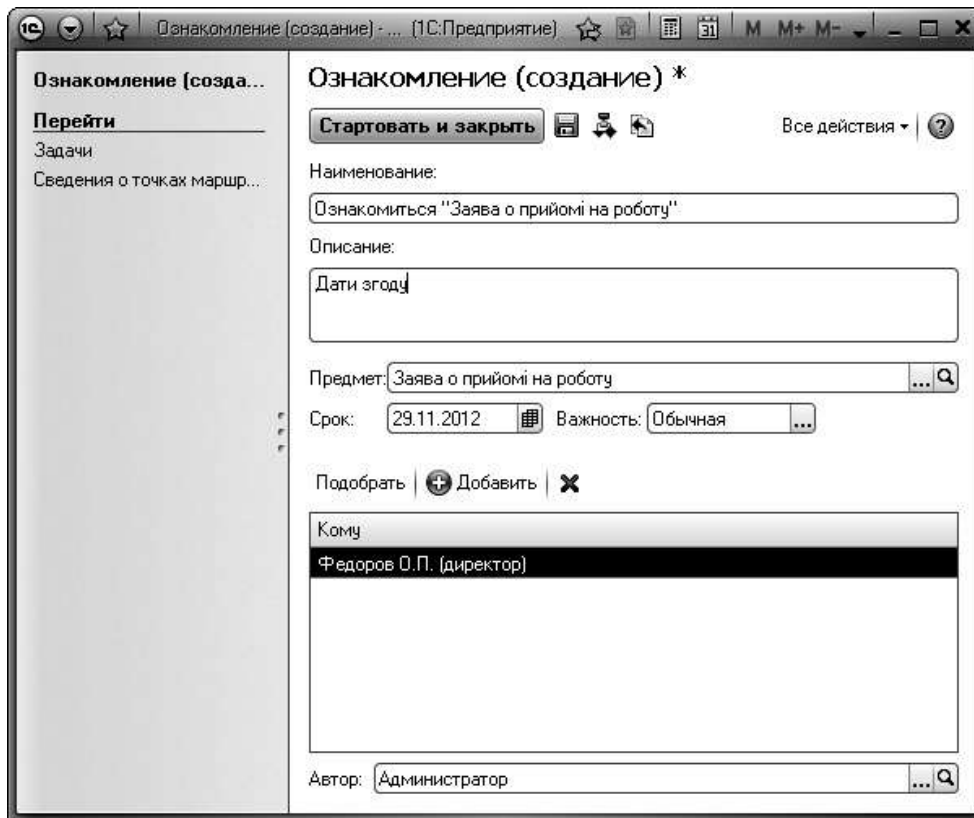 Ознакомление (создание) - ... (1С:Предприятие) 31 M M+ M-
Ознакомление (созда...
Перейти
Задачи
Сведения о точках маршр...
Ознакомление (создание) *
Стартовать и закрыть Все действия ?
Наименование:
Ознакомиться "Заява о прийомі на роботу"
Описание:
Дати згоду
Предмет: Заява о прийомі на роботу ...
Срок: 29.11.2012 Важность: Обычная ...
Подобрать Добавить
Кому
Федоров О.П. (директор)
Автор: Администратор ...